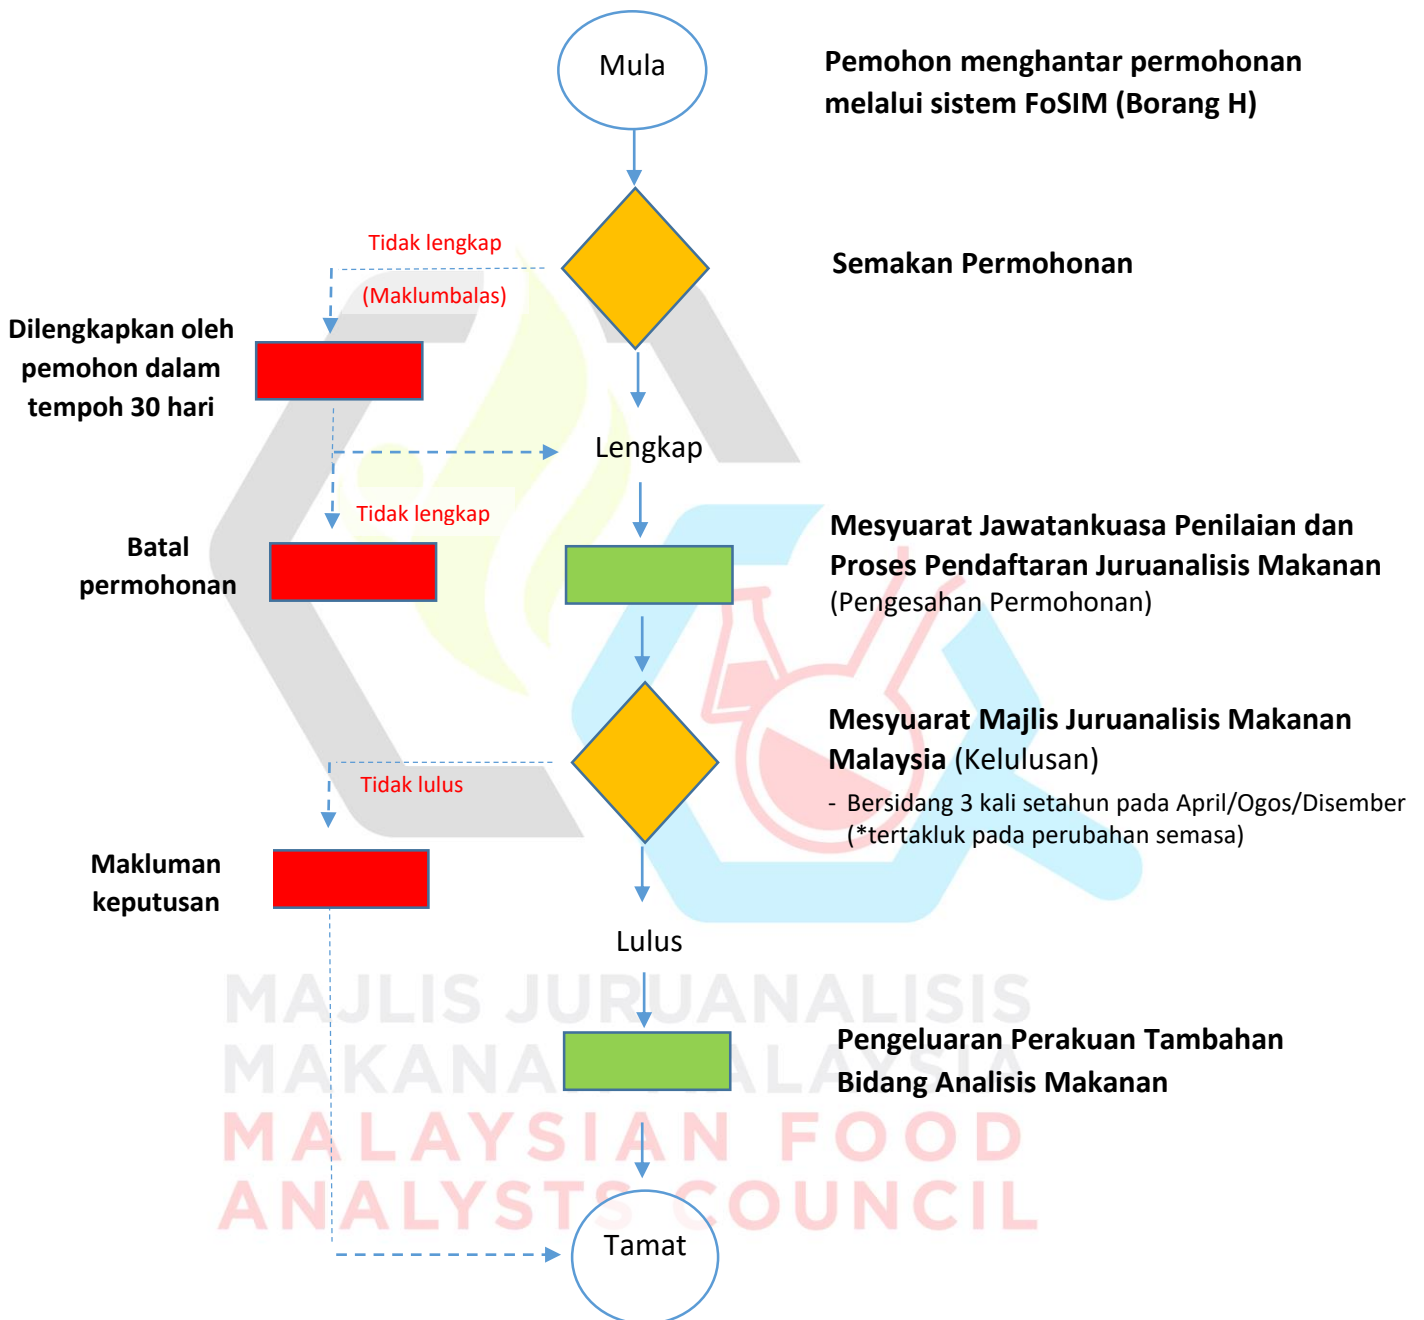 Mula
Pemohon menghantar permohonan
melalui sistem FoSIM (Borang H)
Tidak lengkap
(Maklumbalas)
Semakan Permohonan
Dilengkapkan oleh
pemohon dalam
tempoh 30 hari
Lengkap
Tidak lengkap
Batal
permohonan
Mesyuarat Jawatankuasa Penilaian dan
Proses Pendaftaran Juruanalisis Makanan
(Pengesahan Permohonan)
Mesyuarat Majlis Juruanalisis Makanan
Malaysia (Kelulusan)
- Bersidang 3 kali setahun pada April/Ogos/Disember
(*tertakluk pada perubahan semasa)
Tidak lulus
Makluman
keputusan
Lulus
MAJLIS JURUANALISIS
MAKANAN MALAYSIA
MALAYSIAN FOOD
ANALYSTS COUNCIL
Pengeluaran Perakuan Tambahan
Bidang Analisis Makanan
Tamat